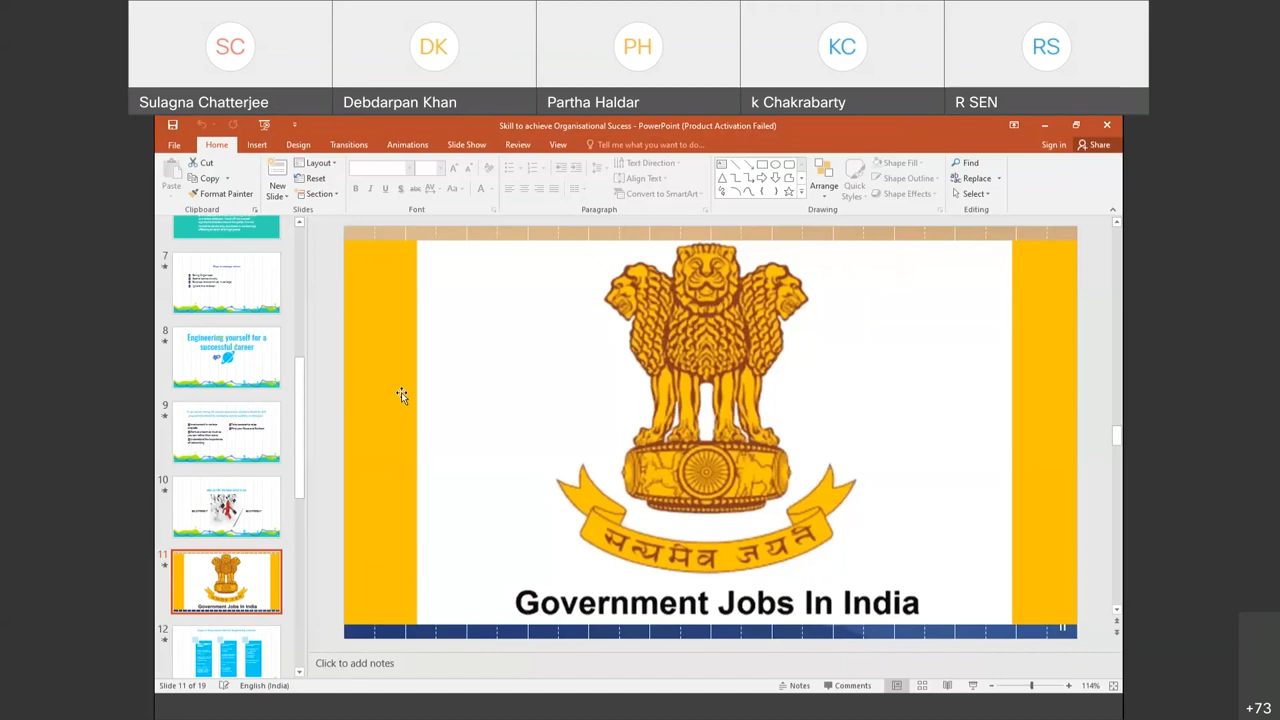 SC
DK
PH
KC
RS
Sulagna Chatterjee
Debdarpan Khan
Partha Haldar
k Chakrabarty
R SEN
Skill to achieve Organisational Sucess - PowerPoint (Product Activation Failed)
File
Home
Insert
Design
Transitions
Animations
Slide Show
Review
View
Tell me what you want to do...
Sign in
Share
Paste
Cut
Copy
Format Painter
Clipboard
New Slide
Layout
Reset
Section
Slides
B I U S abc AV Aa A
Font
Text Direction
Align Text
Convert to SmartArt
Paragraph
Arrange
Quick Styles
Shape Fill
Shape Outline
Shape Effects
Drawing
Find
Replace
Select
Editing
7
8
Engineering yourself for a
successful career
9
10
11
Government Jobs In India
12
सत्यमेव जयते
Government Jobs In India
11
Click to add notes
Slide 11 of 19
English (India)
Notes
Comments
114%
+73